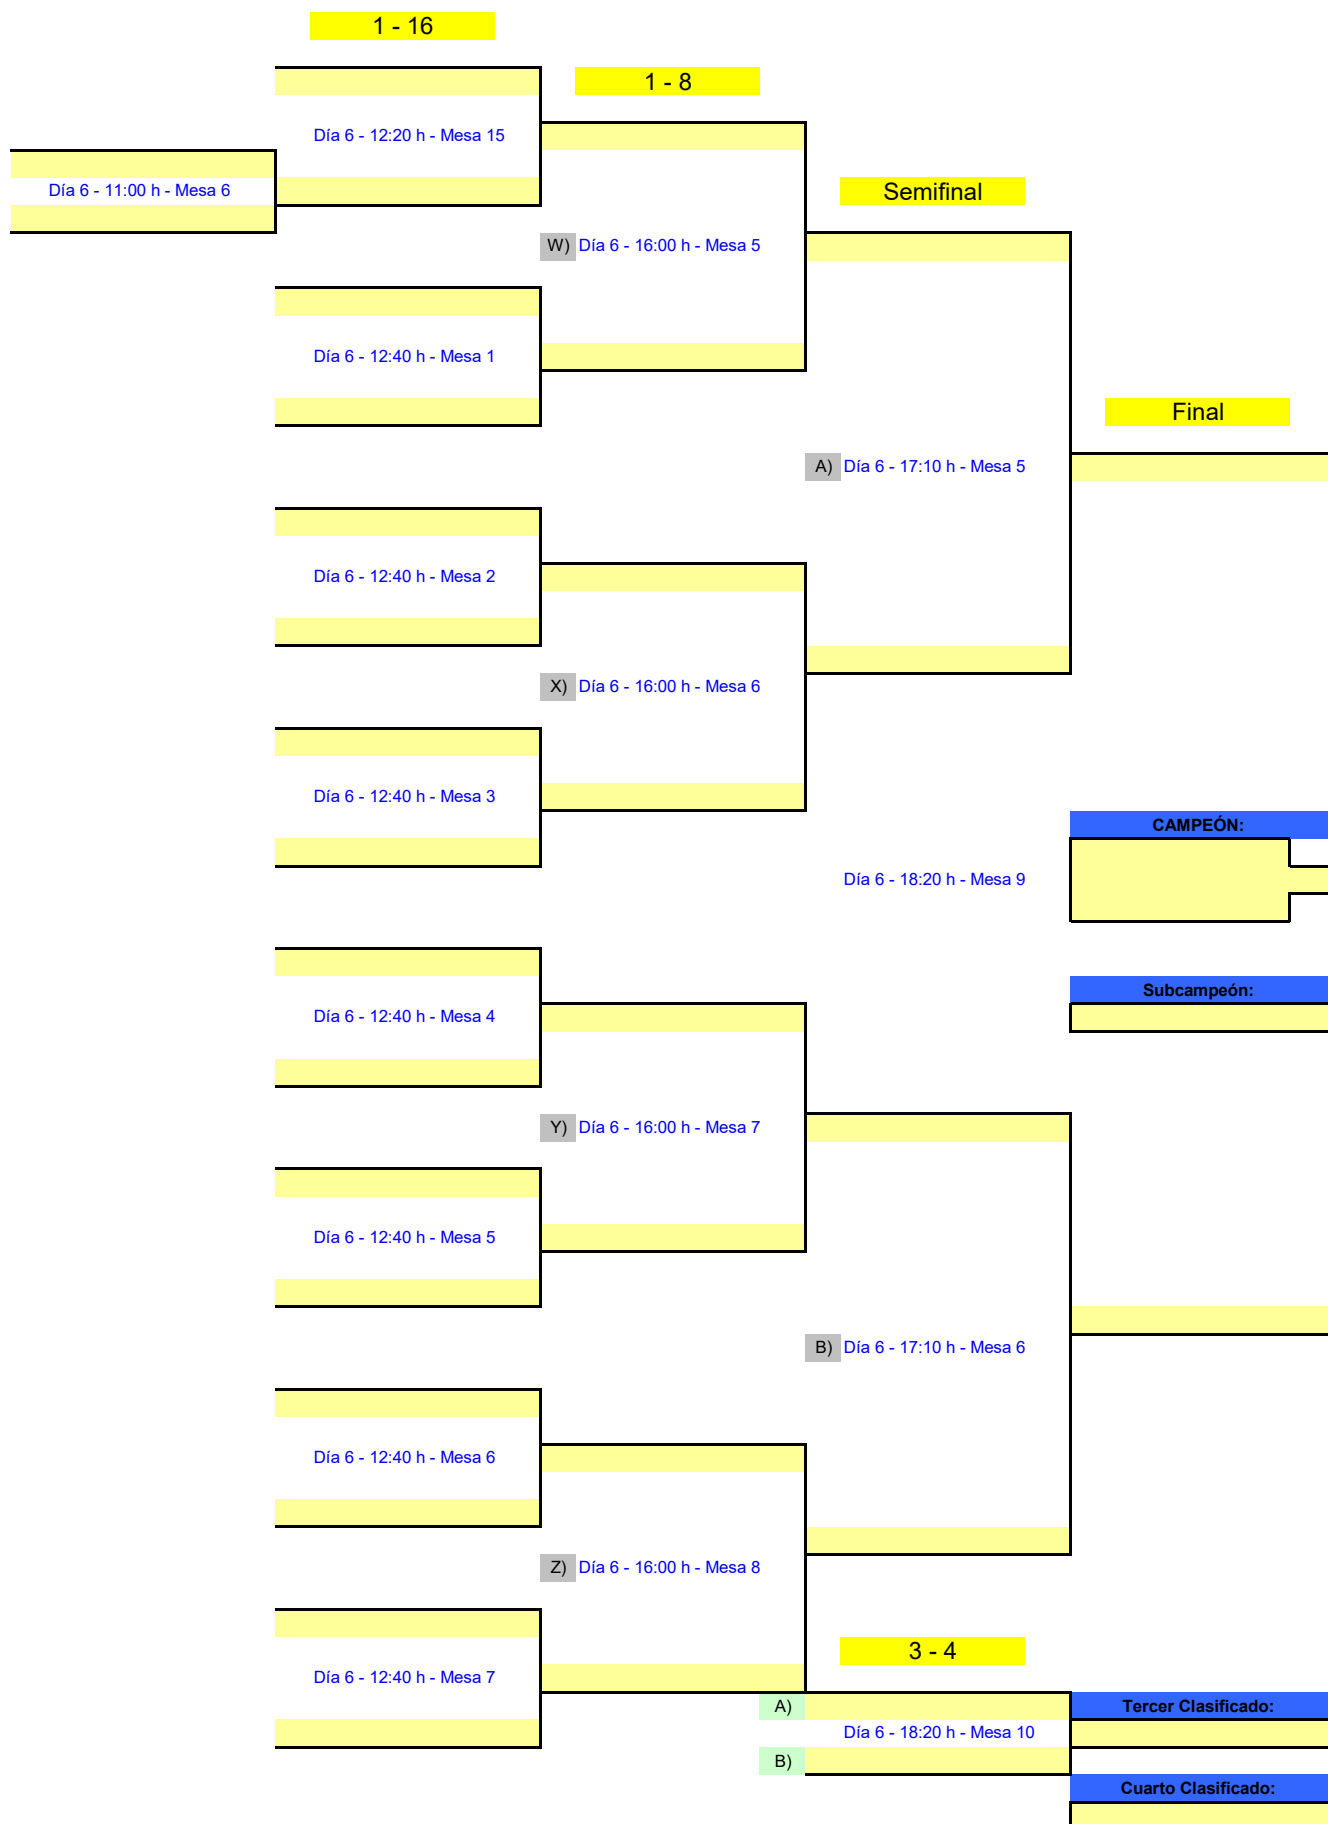 1 - 16
1 - 8
Día 6 - 12:20 h - Mesa 15
Día 6 - 11:00 h - Mesa 6
Semifinal
W) Día 6 - 16:00 h - Mesa 5
Día 6 - 12:40 h - Mesa 1
Final
A) Día 6 - 17:10 h - Mesa 5
Día 6 - 12:40 h - Mesa 2
X) Día 6 - 16:00 h - Mesa 6
Día 6 - 12:40 h - Mesa 3
CAMPEÓN:
Día 6 - 18:20 h - Mesa 9
Subcampeón:
Día 6 - 12:40 h - Mesa 4
Y) Día 6 - 16:00 h - Mesa 7
Día 6 - 12:40 h - Mesa 5
B) Día 6 - 17:10 h - Mesa 6
Día 6 - 12:40 h - Mesa 6
Z) Día 6 - 16:00 h - Mesa 8
3 - 4
Día 6 - 12:40 h - Mesa 7
A)
Tercer Clasificado:
Día 6 - 18:20 h - Mesa 10
B)
Cuarto Clasificado: